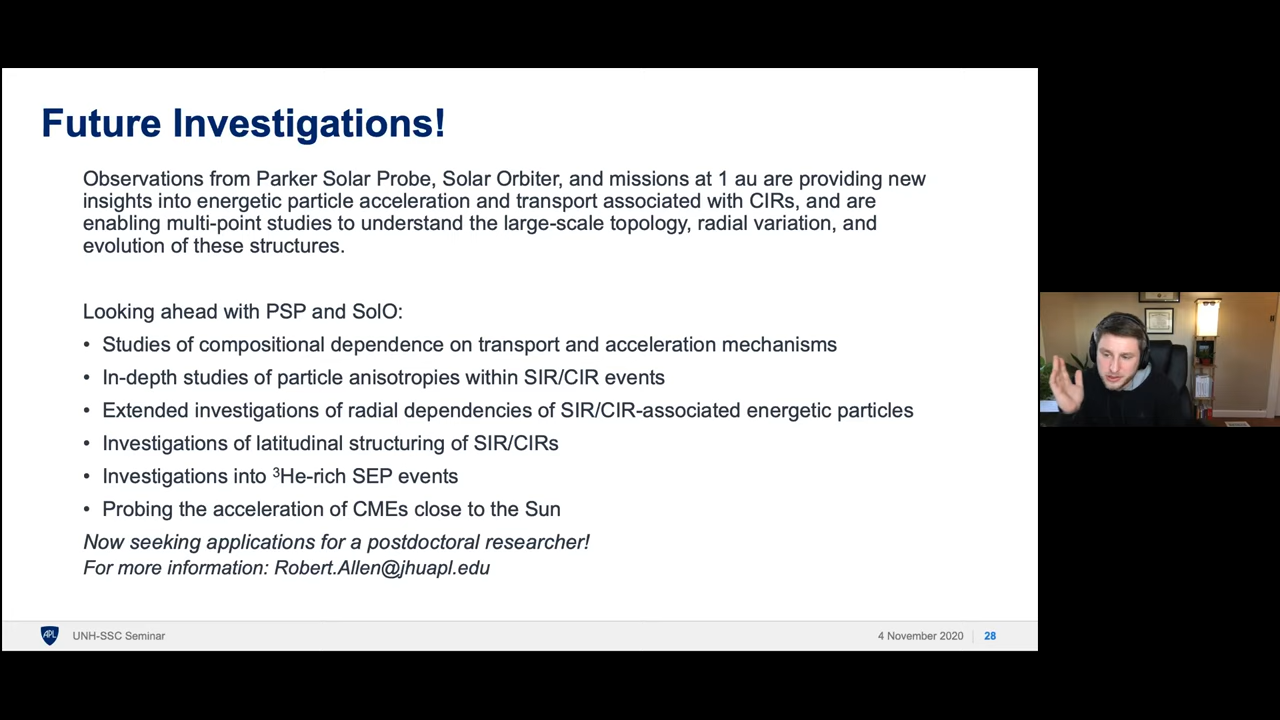 Future Investigations!
Observations from Parker Solar Probe, Solar Orbiter, and missions at 1 au are providing new
insights into energetic particle acceleration and transport associated with CIRs, and are
enabling multi-point studies to understand the large-scale topology, radial variation, and
evolution of these structures.
Looking ahead with PSP and SolO:
• Studies of compositional dependence on transport and acceleration mechanisms
• In-depth studies of particle anisotropies within SIR/CIR events
• Extended investigations of radial dependencies of SIR/CIR-associated energetic particles
• Investigations of latitudinal structuring of SIR/CIRs
• Investigations into ³He-rich SEP events
• Probing the acceleration of CMEs close to the Sun
Now seeking applications for a postdoctoral researcher!
For more information: Robert.Allen@jhuapl.edu
APL UNH-SSC Seminar 4 November 2020 28